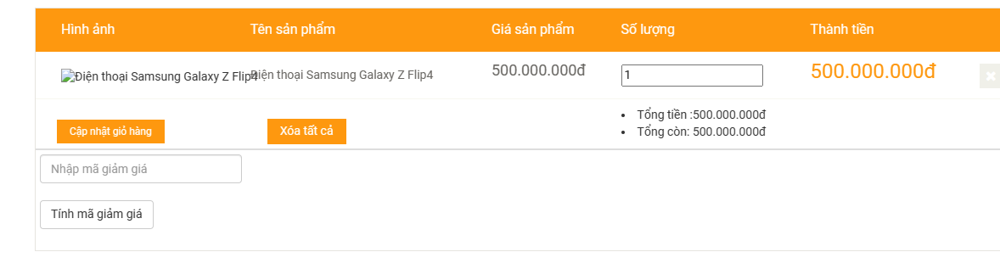 Hình ảnh Tên sản phẩm Giá sản phẩm Số lượng Thành tiền
Điện thoại Samsung Galaxy Z Flip4 Điện thoại Samsung Galaxy Z Flip4 500.000.000đ 1 500.000.000đ
Cập nhật giỏ hàng Xóa tất cả
Tổng tiền :500.000.000đ
Tổng còn: 500.000.000đ
Nhập mã giảm giá
Tính mã giảm giá